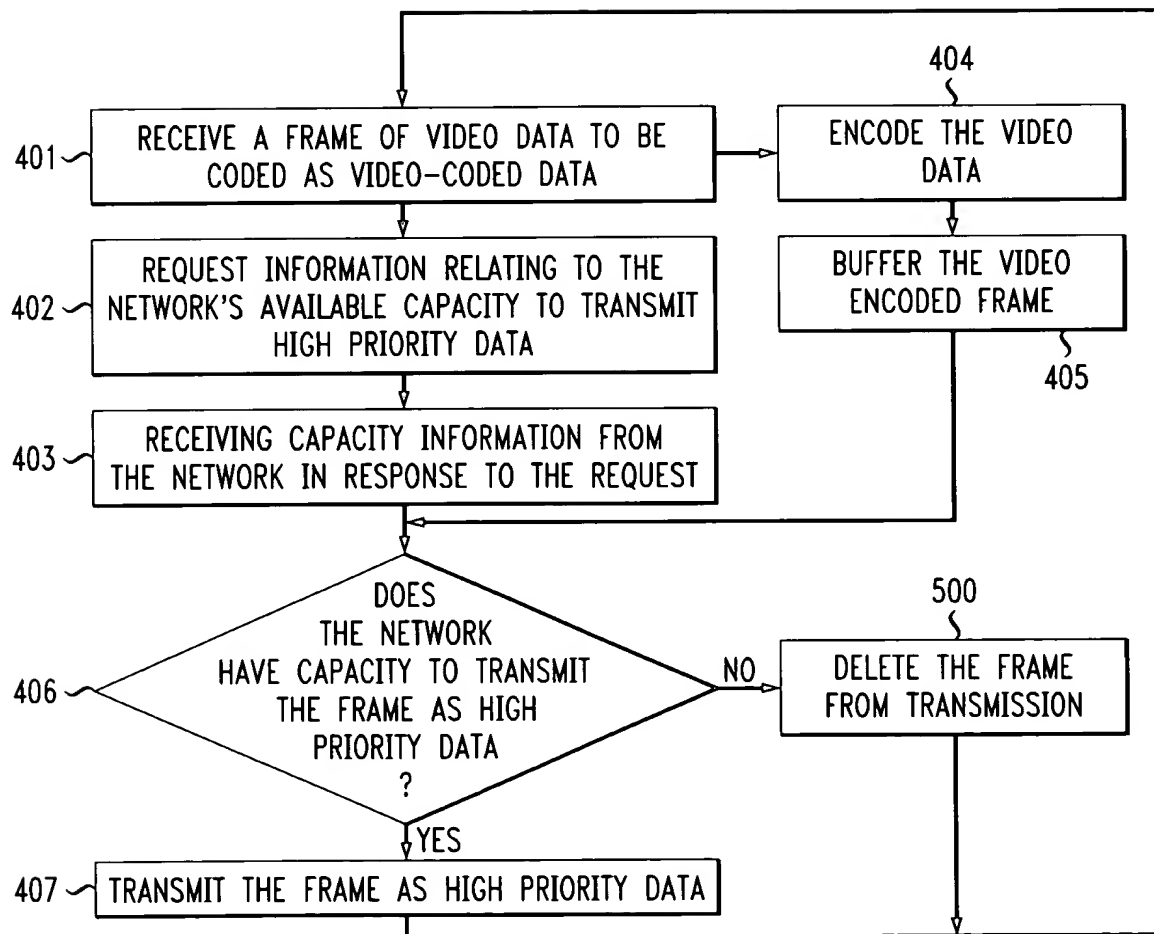 401
RECEIVE A FRAME OF VIDEO DATA TO BE
CODED AS VIDEO-CODED DATA
404
ENCODE THE VIDEO
DATA
402
REQUEST INFORMATION RELATING TO THE
NETWORK'S AVAILABLE CAPACITY TO TRANSMIT
HIGH PRIORITY DATA
BUFFER THE VIDEO
ENCODED FRAME
405
403
RECEIVING CAPACITY INFORMATION FROM
THE NETWORK IN RESPONSE TO THE REQUEST
406
DOES
THE NETWORK
HAVE CAPACITY TO TRANSMIT
THE FRAME AS HIGH
PRIORITY DATA
?
NO
500
DELETE THE FRAME
FROM TRANSMISSION
YES
407
TRANSMIT THE FRAME AS HIGH PRIORITY DATA